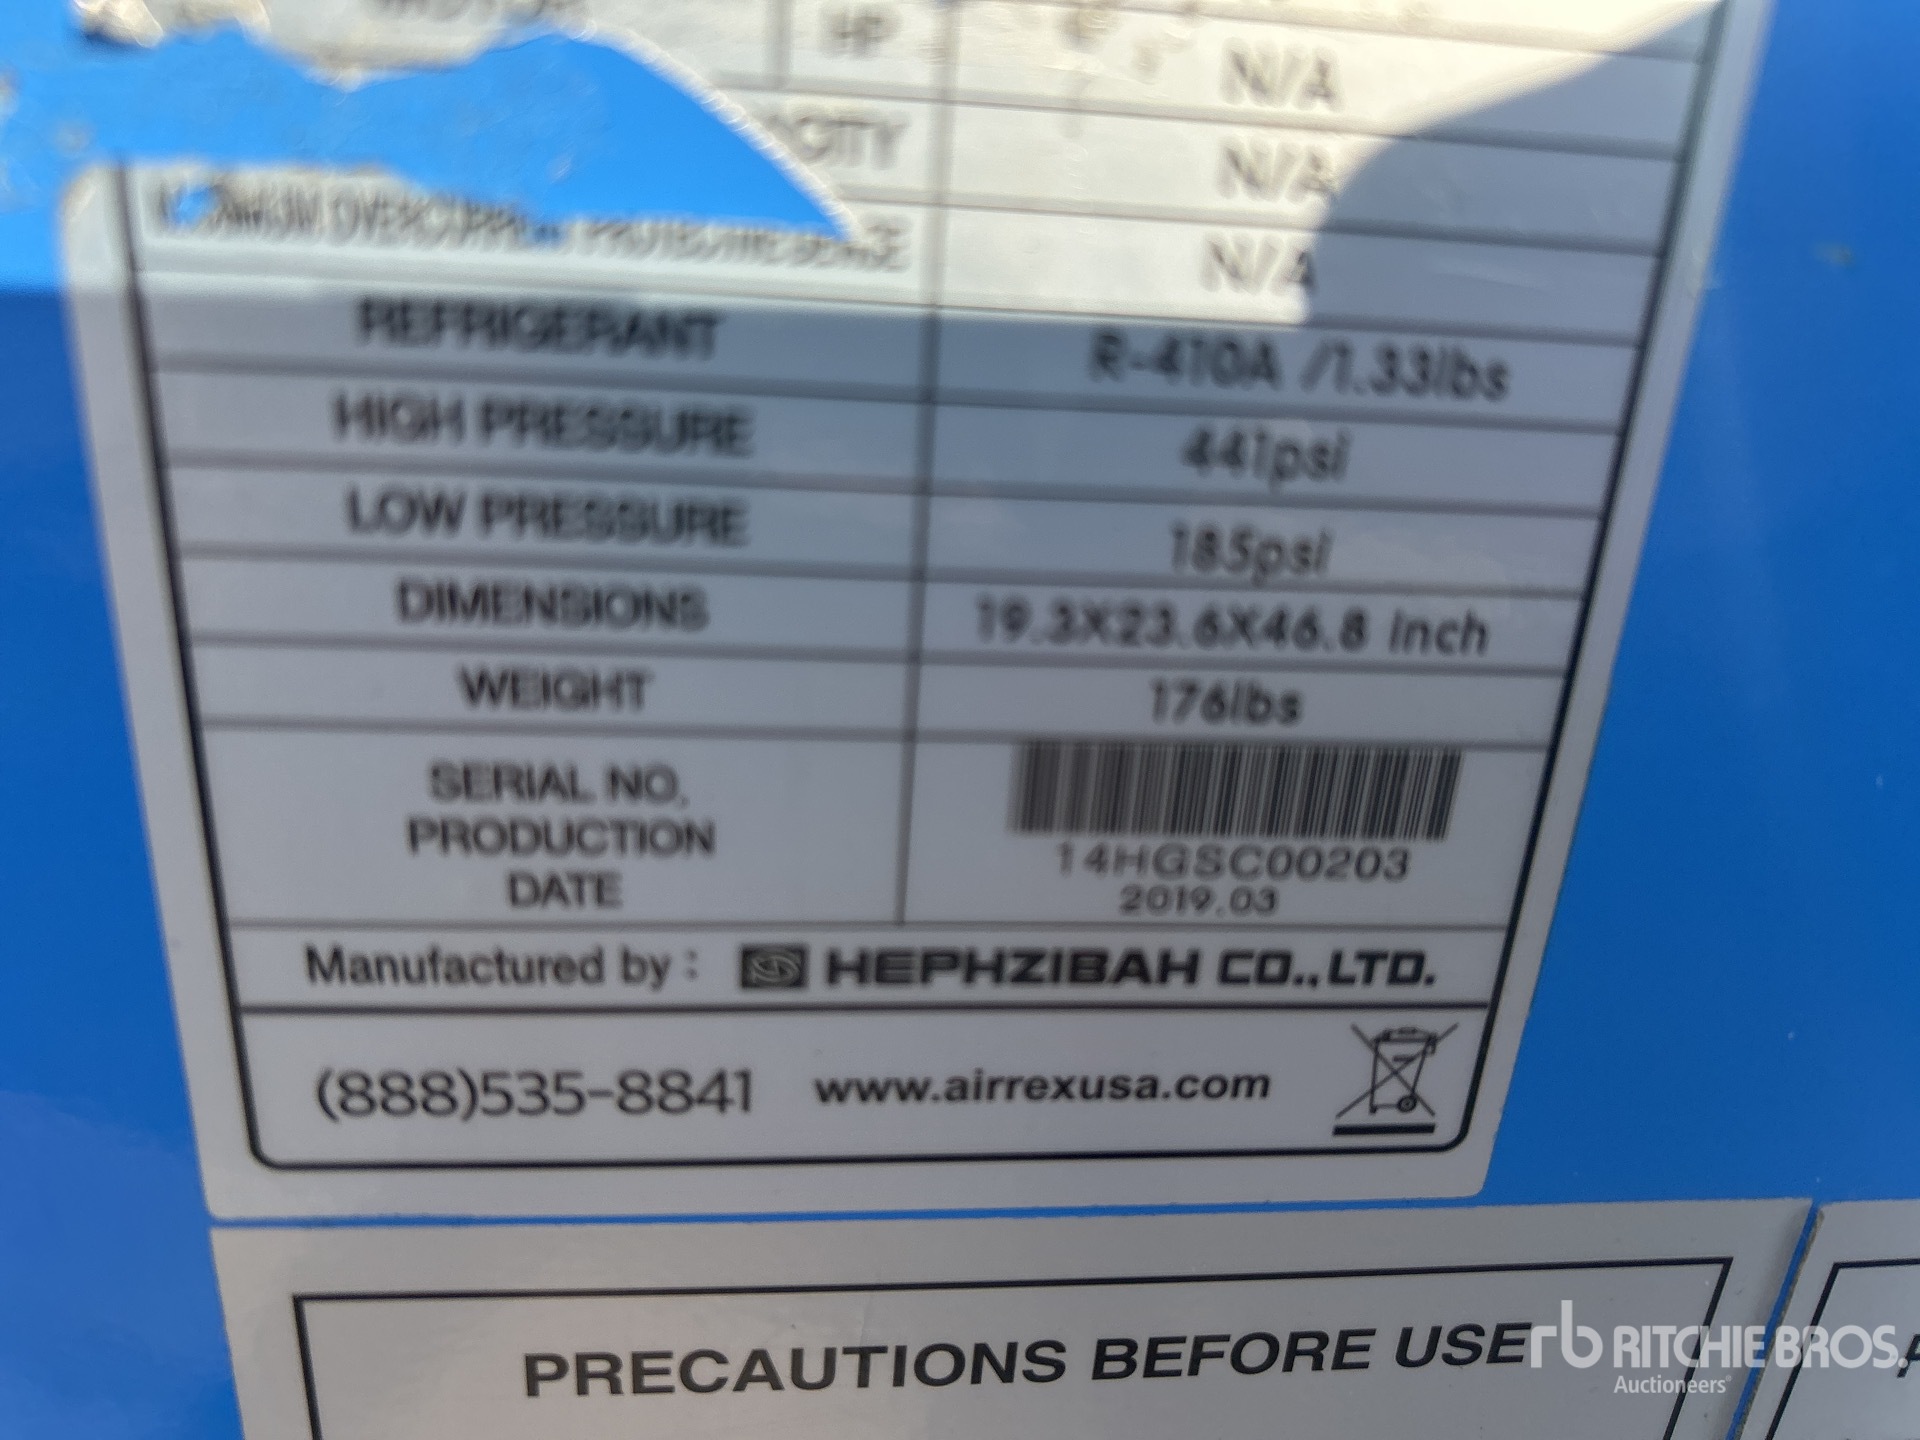 HP N/A
N/A
N/A
REFRIGERANT R-410A /1.33lbs
HIGH PRESSURE 441psi
LOW PRESSURE 185psi
DIMENSIONS 19.3X23.6X46.8 inch
WEIGHT 176lbs
SERIAL NO.
PRODUCTION
DATE
14HGSC00203
2019.03
Manufactured by : HEPHZIBAH CO.,LTD.
(888)535-8841 www.airrexusa.com
PRECAUTIONS BEFORE USE
rb RITCHIE BROS.
Auctioneers